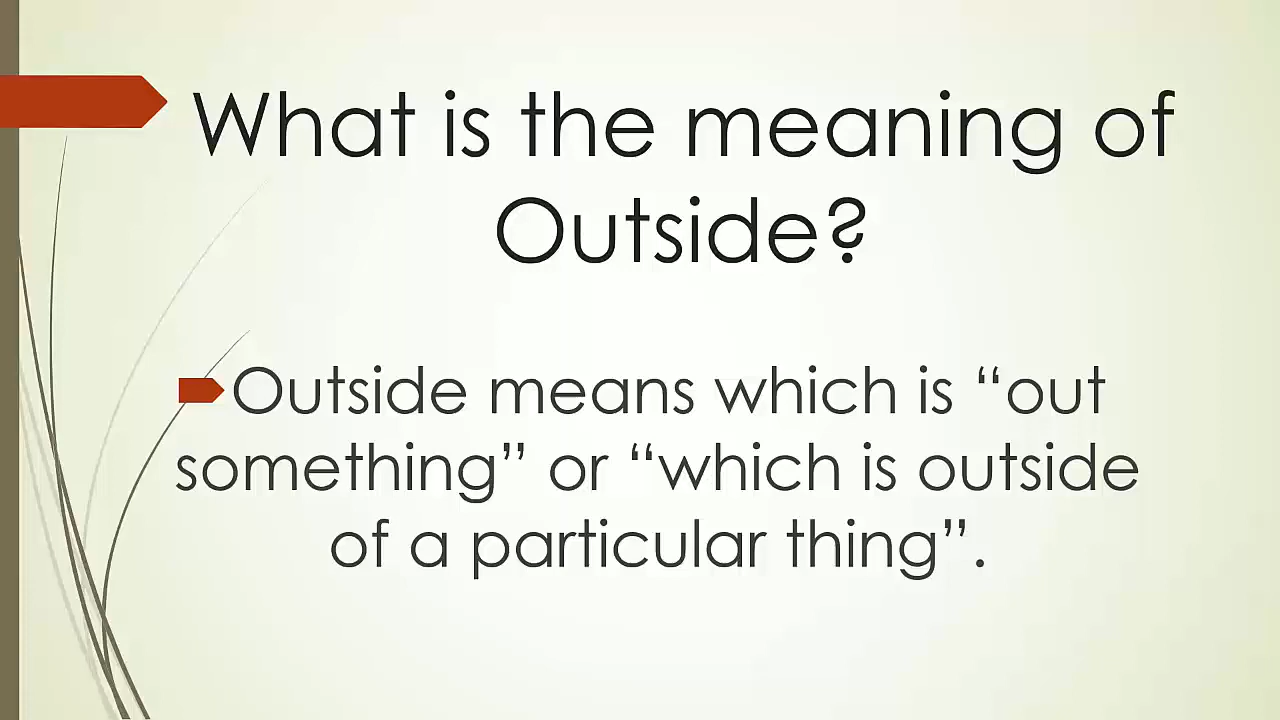 What is the meaning of
Outside?
Outside means which is “out
something” or “which is outside
of a particular thing”.